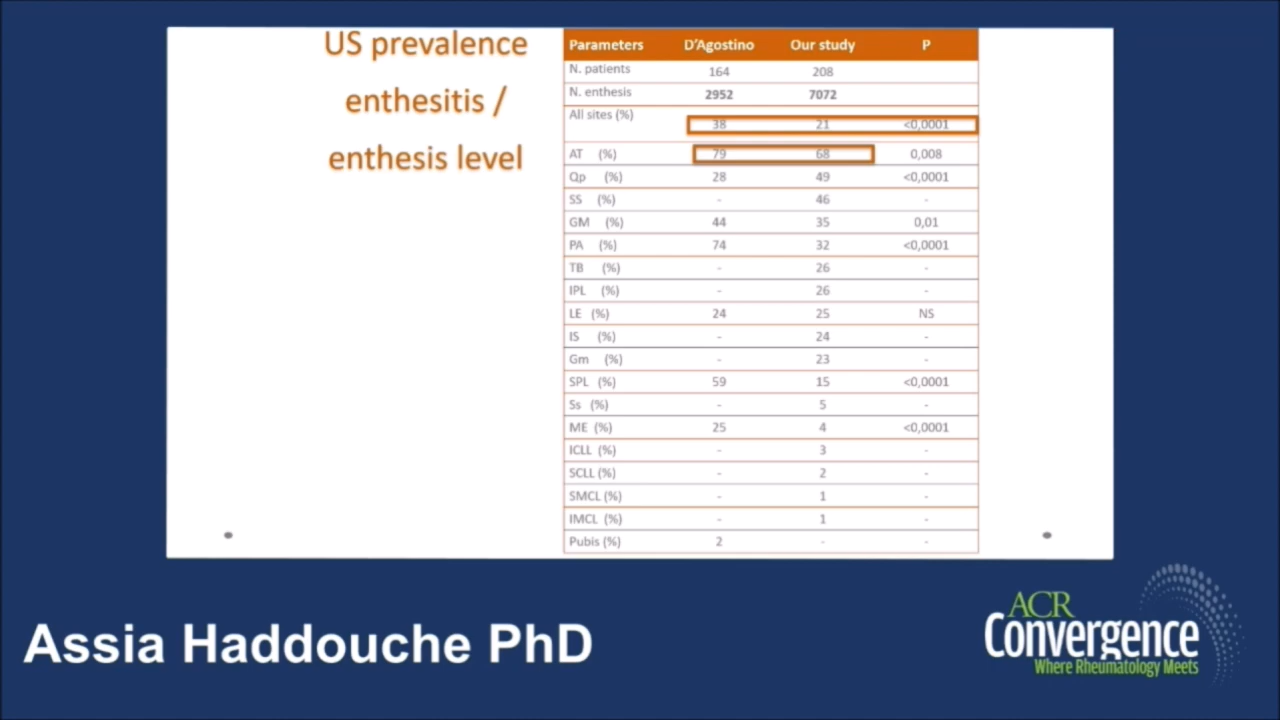 US prevalence
enthesitis /
enthesis level
Parameters D'Agostino Our study P
N. patients 164 208
N. enthesis 2952 7072
All sites (%) 38 21 <0,0001
AT (%) 79 68 0,008
Qp (%) 28 49 <0,0001
SS (%) - 46 -
GM (%) 44 35 0,01
PA (%) 74 32 <0,0001
TB (%) - 26 -
IPL (%) - 26 -
LE (%) 24 25 NS
IS (%) - 24 -
Gm (%) - 23 -
SPL (%) 59 15 <0,0001
Ss (%) - 5 -
ME (%) 25 4 <0,0001
ICLL (%) - 3 -
SCLL (%) - 2 -
SMCL (%) - 1 -
IMCL (%) - 1 -
Pubis (%) 2 - -
Assia Haddouche PhD
ACR
Convergence
Where Rheumatology Meets